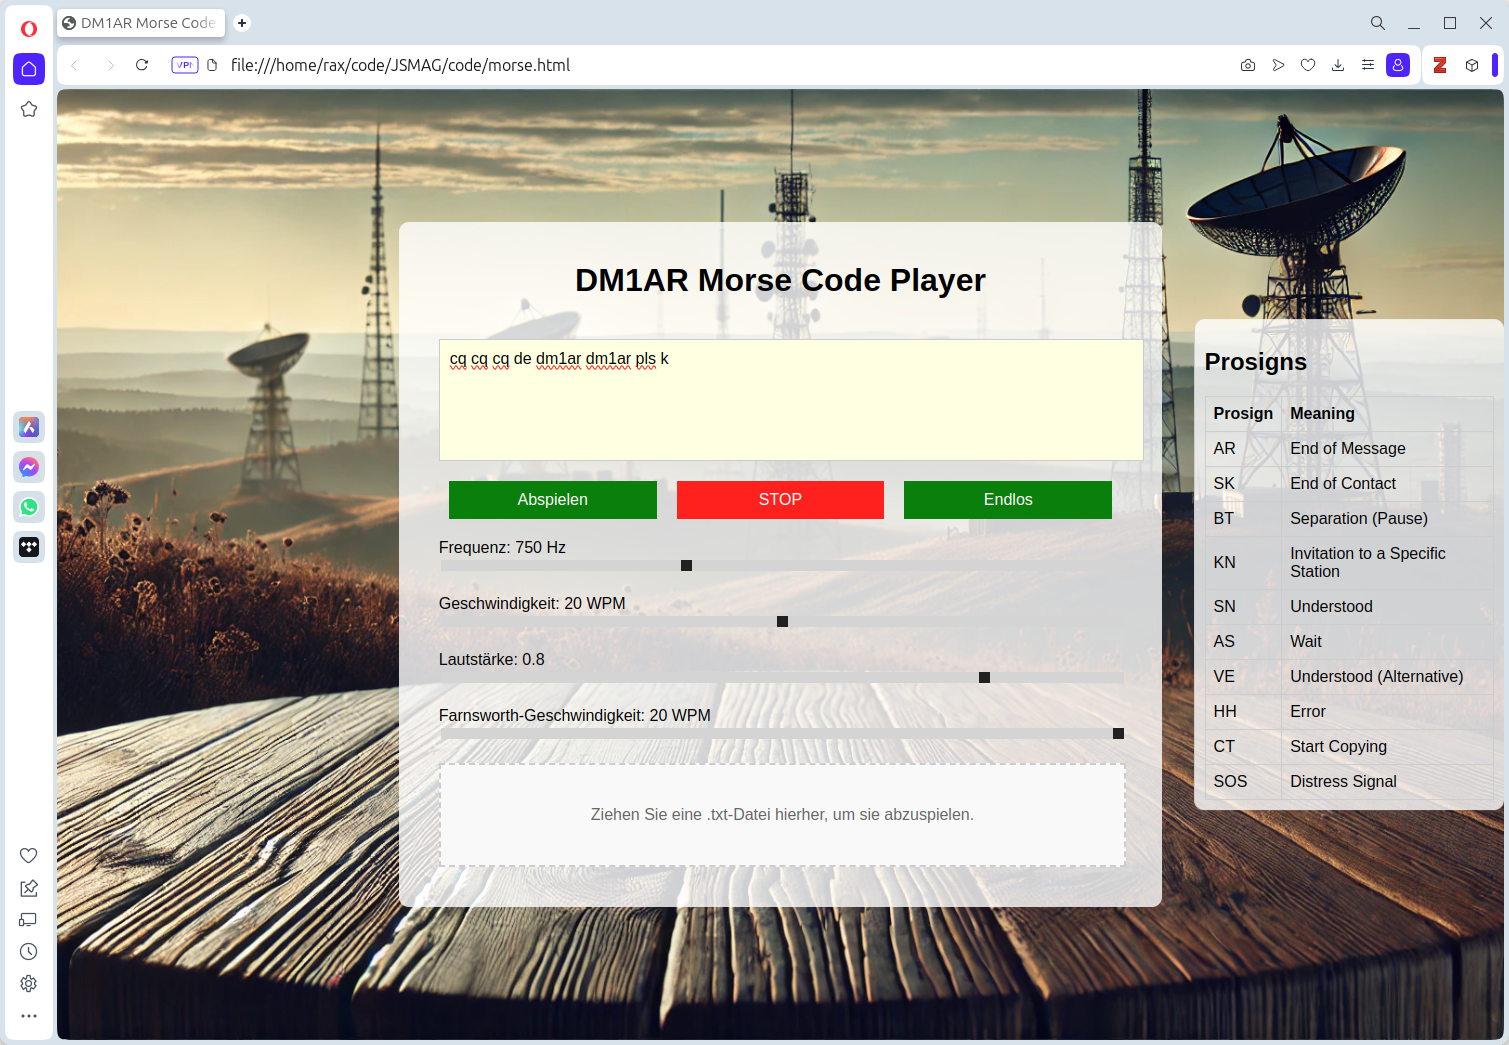 DM1AR Morse Code
VPN
file:///home/rax/code/JSMAG/code/morse.html
DM1AR Morse Code Player
cq cq cq de dm1ar dm1ar pls k
Abspielen
STOP
Endlos
Frequenz: 750 Hz
Geschwindigkeit: 20 WPM
Lautstärke: 0.8
Farnsworth-Geschwindigkeit: 20 WPM
Ziehen Sie eine .txt-Datei hierher, um sie abzuspielen.
Prosigns
Prosign Meaning
AR End of Message
SK End of Contact
BT Separation (Pause)
KN Invitation to a Specific
Station
SN Understood
AS Wait
VE Understood (Alternative)
HH Error
CT Start Copying
SOS Distress Signal